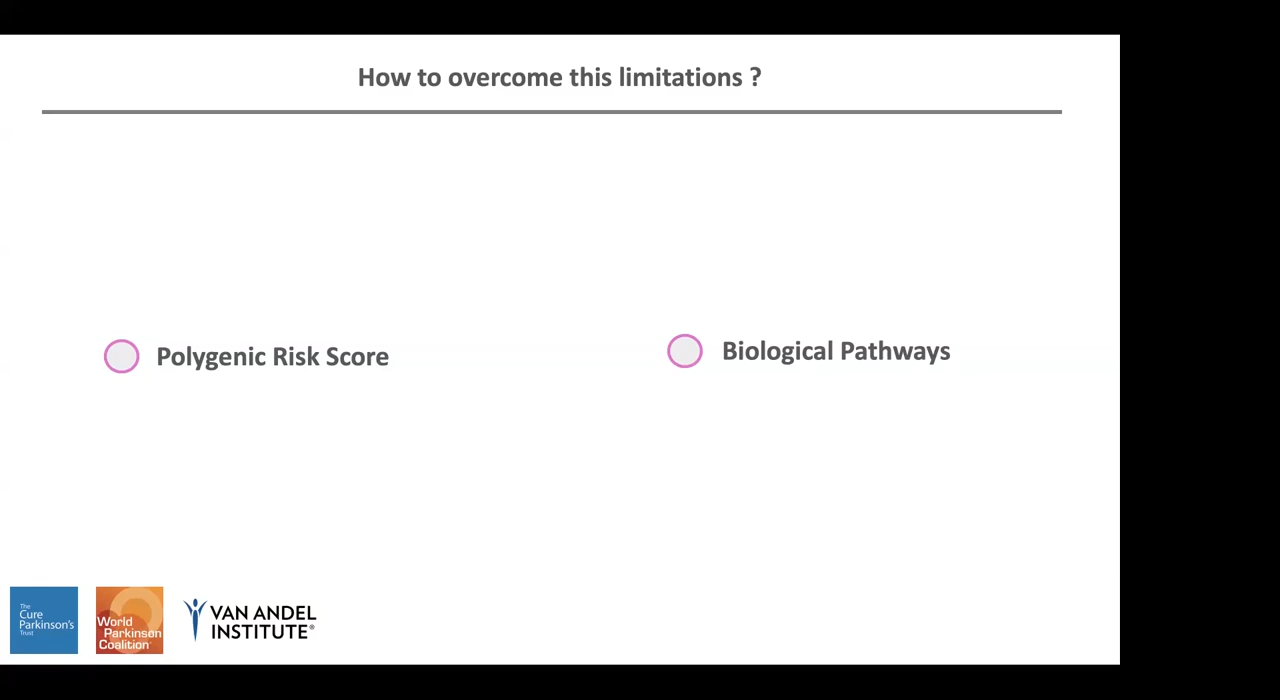 How to overcome this limitations ?
Polygenic Risk Score
Biological Pathways
The
Cure
Parkinson's
Trust
World
Parkinson
Coalition
VAN ANDEL
INSTITUTE®